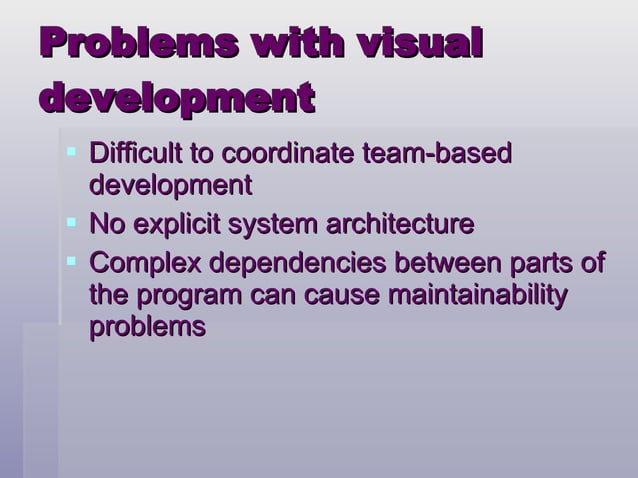 Problems with visual
development
▪ Difficult to coordinate team-based
development
▪ No explicit system architecture
▪ Complex dependencies between parts of
the program can cause maintainability
problems